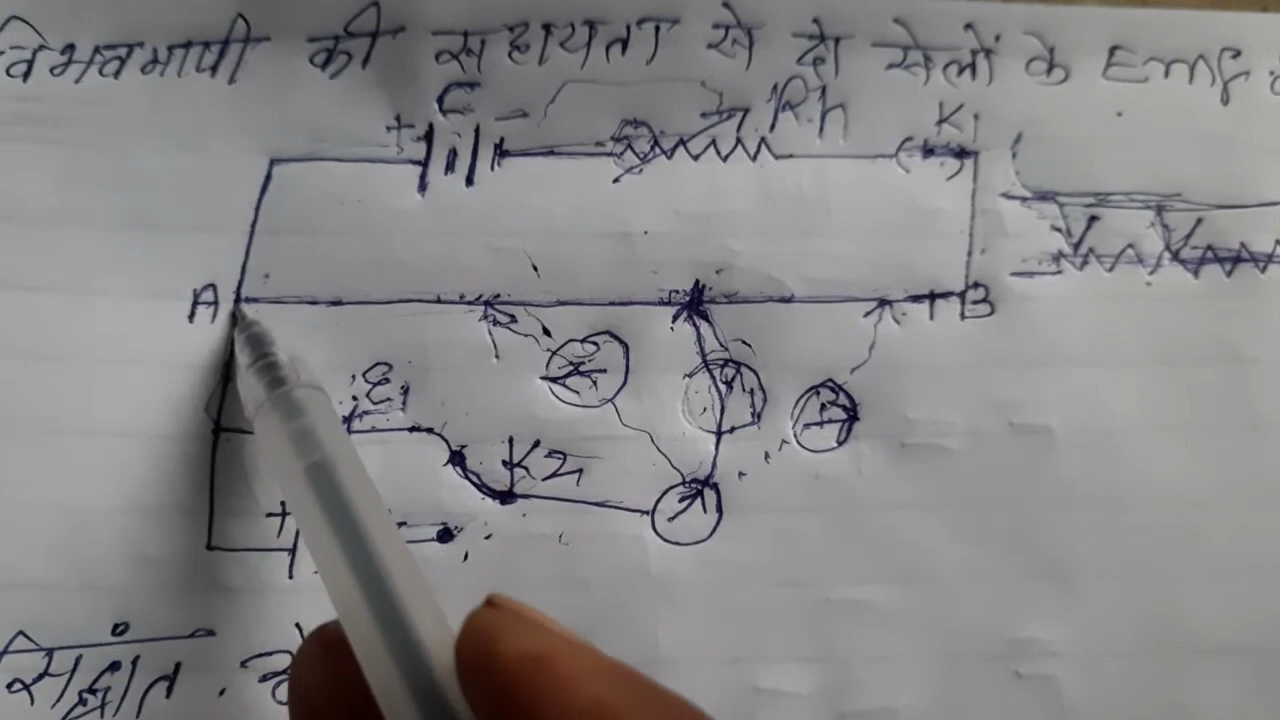 विभवमापी की सहायता से दो सेलों के Emf
E
+ - Rh K1
A B
E1
K2
+
सिद्धांत